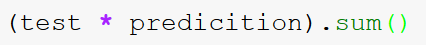 (test * predicition).sum()